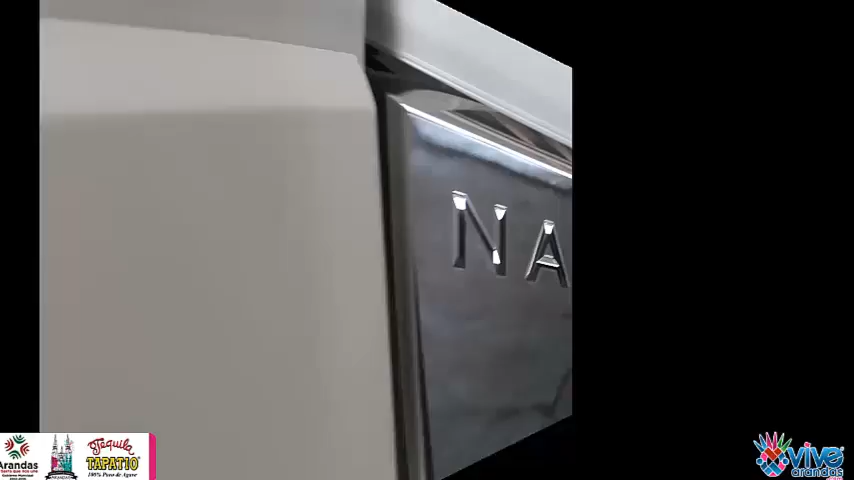 NA
Arandas
Tequila
TAPATIO
100% Puro de Agave
vive
arandas